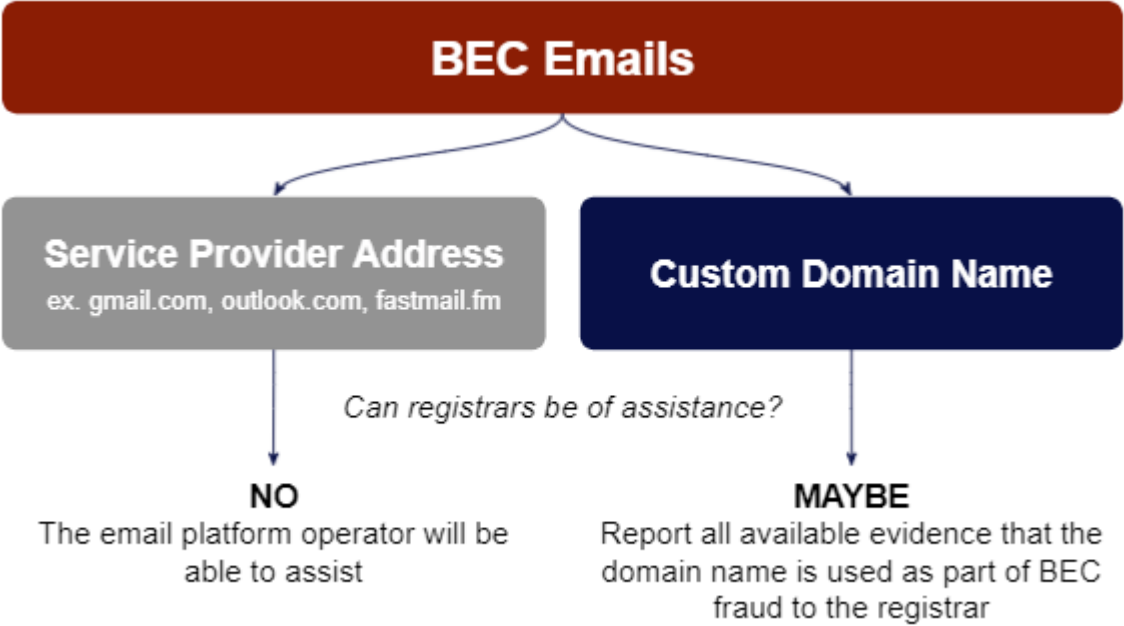 BEC Emails
Service Provider Address
ex. gmail.com, outlook.com, fastmail.fm
Custom Domain Name
Can registrars be of assistance?
NO
The email platform operator will be
able to assist
MAYBE
Report all available evidence that the
domain name is used as part of BEC
fraud to the registrar